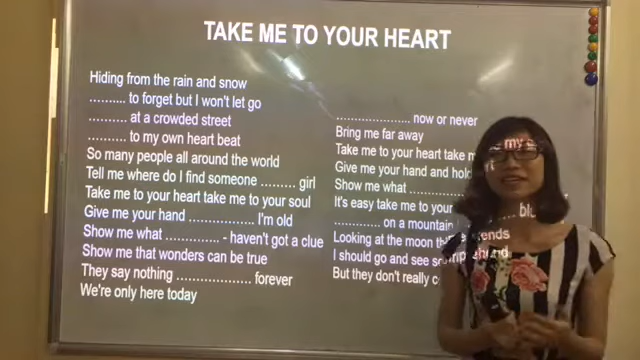 TAKE ME TO YOUR HEART
Hiding from the rain and snow
.......... to forget but I won't let go
.......... at a crowded street
.......... to my own heart beat
So many people all around the world
Tell me where do I find someone ......... girl
Take me to your heart take me to your soul
Give me your hand ................. I'm old
Show me what .............. - haven't got a clue
Show me that wonders can be true
They say nothing ................... forever
We're only here today
..................... now or never
Bring me far away
Take me to your heart take me
Give me your hand and hold
Show me what ..............
It's easy take me to your
............. on a mountain
Looking at the moon friends
I should go and see
But they don't really comprehend